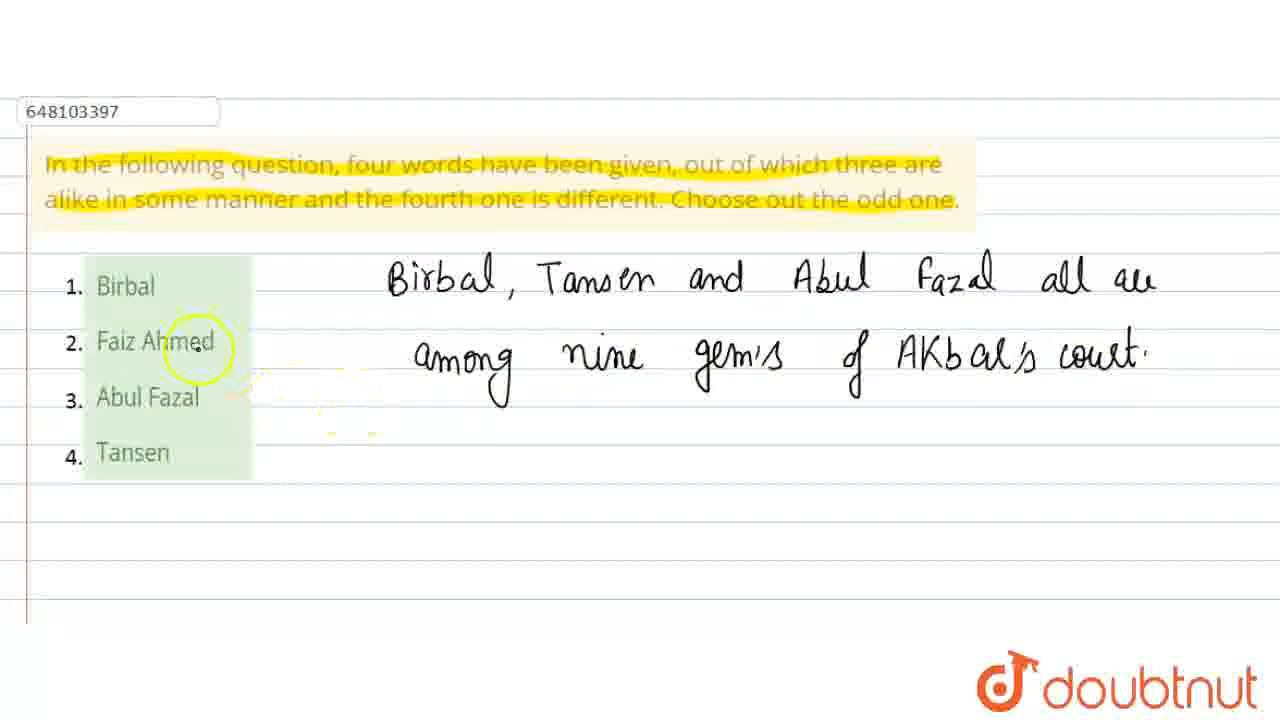 648103397
In the following question, four words have been given, out of which three are
alike in some manner and the fourth one is different. Choose out the odd one.
1. Birbal
2. Faiz Ahmed
3. Abul Fazal
4. Tansen
Birbal, Tansen and Abul Fazal all are
among nine gem's of AKbar's court.
doubtnut